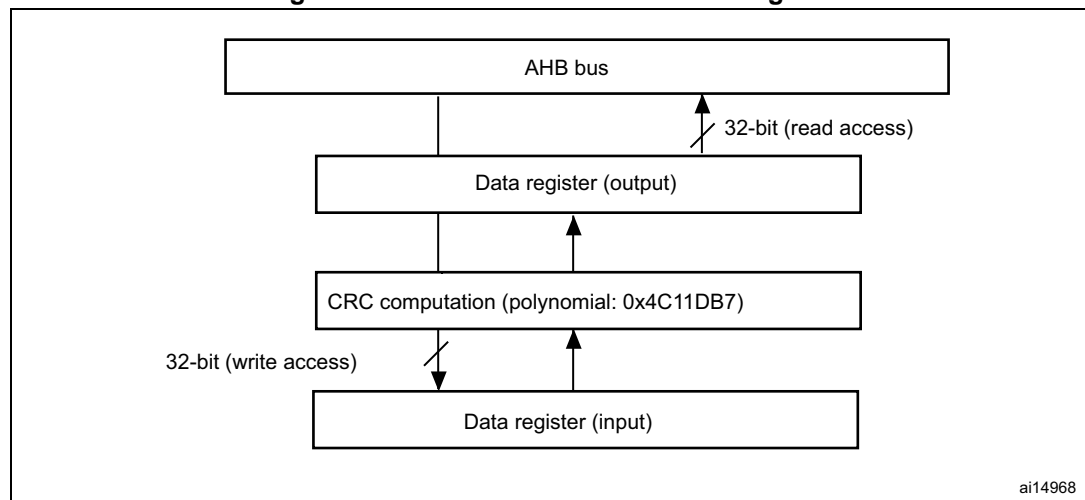 AHB bus
32-bit (read access)
Data register (output)
CRC computation (polynomial: 0x4C11DB7)
32-bit (write access)
Data register (input)
ai14968